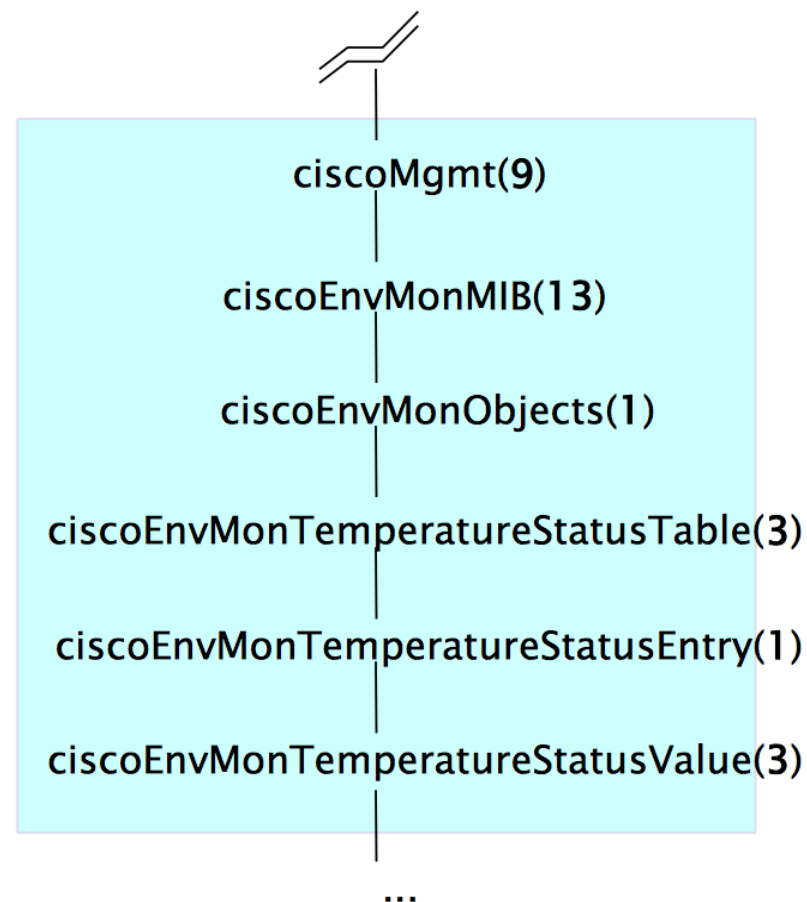 ciscoMgmt(9)
ciscoEnvMonMIB(13)
ciscoEnvMonObjects(1)
ciscoEnvMonTemperatureStatusTable(3)
ciscoEnvMonTemperatureStatusEntry(1)
ciscoEnvMonTemperatureStatusValue(3)
...